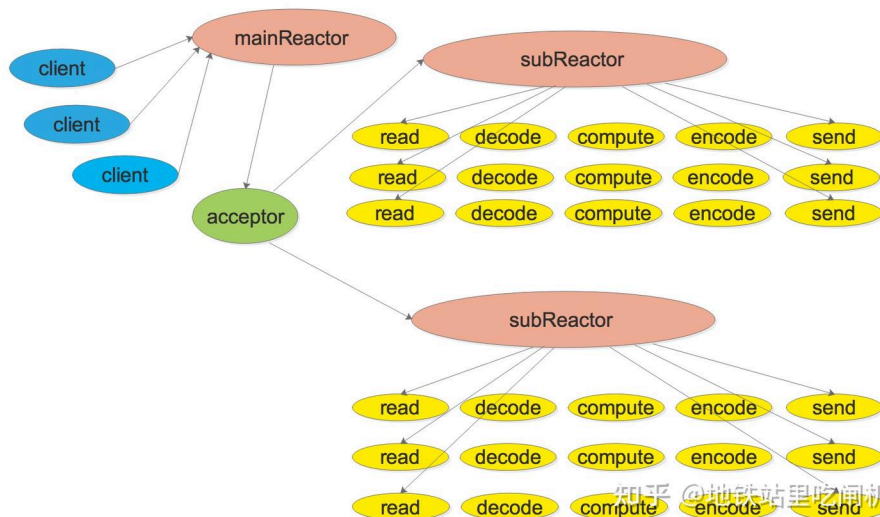 mainReactor
client
client
client
acceptor
subReactor
read decode compute encode send
read decode compute encode send
read decode compute encode send
subReactor
read decode compute encode send
read decode compute encode send
read decode compute encode send
知乎 @地铁站里吃闸机